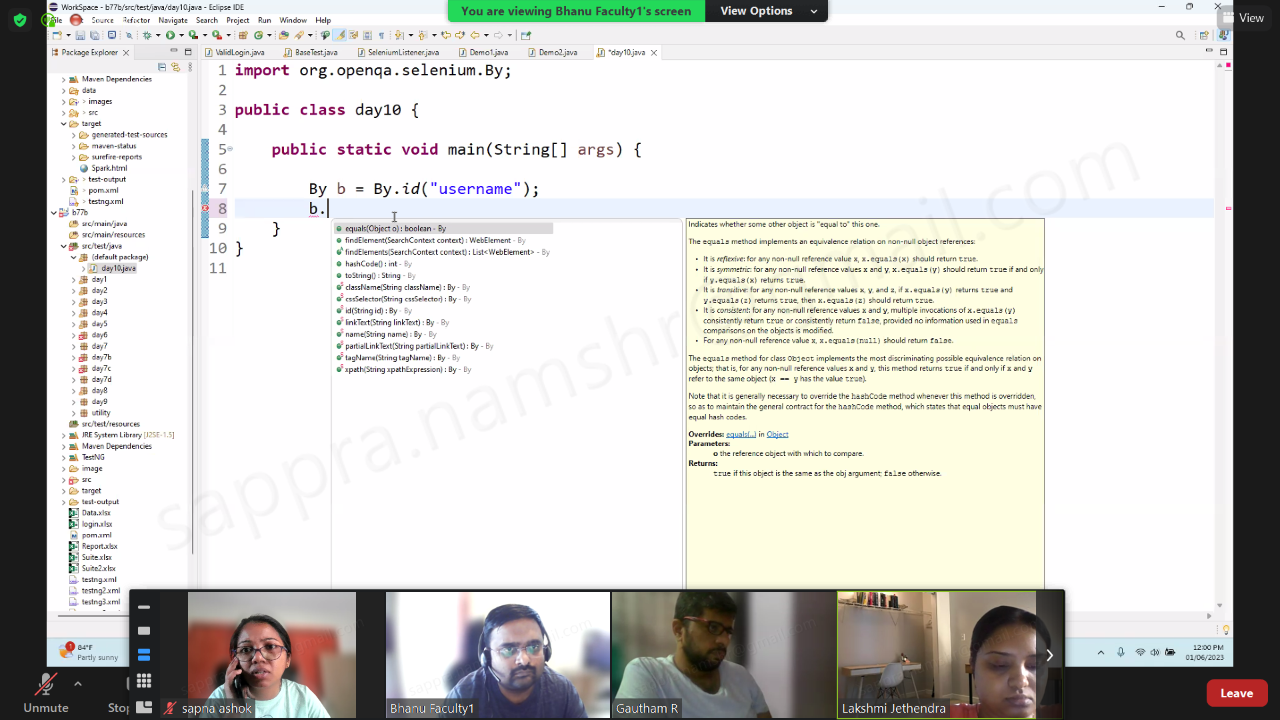 WorkSpace - b77b/src/test/java/day10.java - Eclipse IDE
You are viewing Bhanu Faculty1's screen
View Options
View
File
Source
Refactor
Navigate
Search
Project
Run
Window
Help
Package Explorer
ValidLogin.java
BaseTest.java
SeleniumListener.java
Demo1.java
Demo2.java
*day10.java
Maven Dependencies
data
images
src
target
generated-test-sources
maven-status
surefire-reports
Spark.html
test-output
pom.xml
testng.xml
b77b
src/main/java
src/main/resources
src/test/java
(default package)
day10.java
day1
day2
day3
day4
day5
day6
day7
day7b
day7c
day7d
day8
day9
utility
src/test/resources
JRE System Library [J2SE-1.5]
Maven Dependencies
TestNG
image
src
target
test-output
Data.xlsx
login.xlsx
pom.xml
Report.xlsx
Suite.xlsx
Suite2.xlsx
testng.xml
testng2.xml
testng3.xml
1 import org.openqa.selenium.By;
2
3 public class day10 {
4
5 public static void main(String[] args) {
6
7 By b = By.id("username");
8 b.
9 }
10 }
11
equals(Object o) : boolean - By
findElement(SearchContext context) : WebElement - By
findElements(SearchContext context) : List<WebElement> - By
hashCode() : int - By
toString() : String - By
className(String className) : By - By
cssSelector(String cssSelector) : By - By
id(String id) : By - By
linkText(String linkText) : By - By
name(String name) : By - By
partialLinkText(String partialLinkText) : By - By
tagName(String tagName) : By - By
xpath(String xpathExpression) : By - By
Indicates whether some other object is "equal to" this one.
The equals method implements an equivalence relation on non-null object references:
• It is reflexive: for any non-null reference value x, x.equals(x) should return true.
• It is symmetric: for any non-null reference values x and y, x.equals(y) should return true if and only
if y.equals(x) returns true.
• It is transitive: for any non-null reference values x, y, and z, if x.equals(y) returns true and
y.equals(z) returns true, then x.equals(z) should return true.
• It is consistent: for any non-null reference values x and y, multiple invocations of x.equals(y)
consistently return true or consistently return false, provided no information used in equals
comparisons on the objects is modified.
• For any non-null reference value x, x.equals(null) should return false.
The equals method for class Object implements the most discriminating possible equivalence relation on
objects; that is, for any non-null reference values x and y, this method returns true if and only if x and y
refer to the same object (x == y has the value true).
Note that it is generally necessary to override the hashCode method whenever this method is overridden,
so as to maintain the general contract for the hashCode method, which states that equal objects must have
equal hash codes.
Overrides: equals(...) in Object
Parameters:
o the reference object with which to compare.
Returns:
true if this object is the same as the obj argument; false otherwise.
84°F
Partly sunny
12:00 PM
01/06/2023
Unmute
sapna ashok
Bhanu Faculty1
Gautham R
Lakshmi Jethendra
Leave